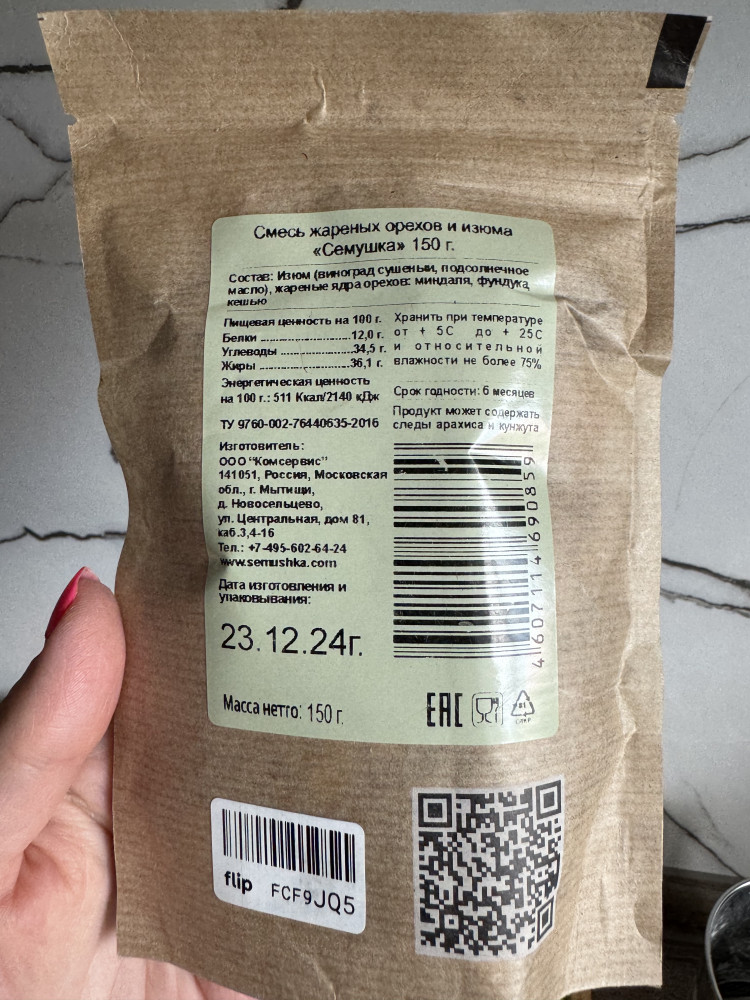 Смесь жареных орехов и изюма
«Семушка» 150 г.
Состав: Изюм (виноград сушеный, подсолнечное
масло), жареные ядра орехов: миндаля, фундука,
кешью
Пищевая ценность на 100 г.
Белки ........................12,0 г.
Углеводы ........................34,5 г.
Жиры ........................36,1 г.
Энергетическая ценность
на 100 г.: 511 Ккал/2140 кДж
ТУ 9760-002-76440635-2016
Изготовитель:
ООО "Комсервис"
141051, Россия, Московская
обл., г. Мытищи,
д. Новосельцево,
ул. Центральная, дом 81,
каб.3,4-16
Тел.: +7-495-602-64-24
www.semushka.com
Дата изготовления и
упаковывания:
23.12.24г.
Масса нетто: 150 г.
Хранить при температуре
от + 5С до + 25С
и относительной
влажности не более 75%
Срок годности: 6 месяцев
Продукт может содержать
следы арахиса и кунжута
4 607114 690859
EAC
81
flip FCF9JQ5